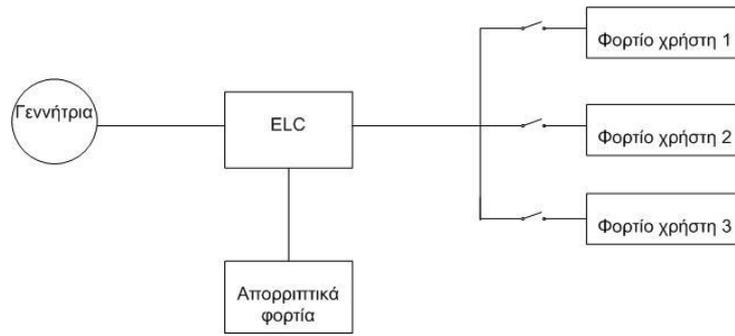 Φορτίο χρήστη 1
Γεννήτρια
ELC
Φορτίο χρήστη 2
Φορτίο χρήστη 3
Απορριπτικά
φορτία